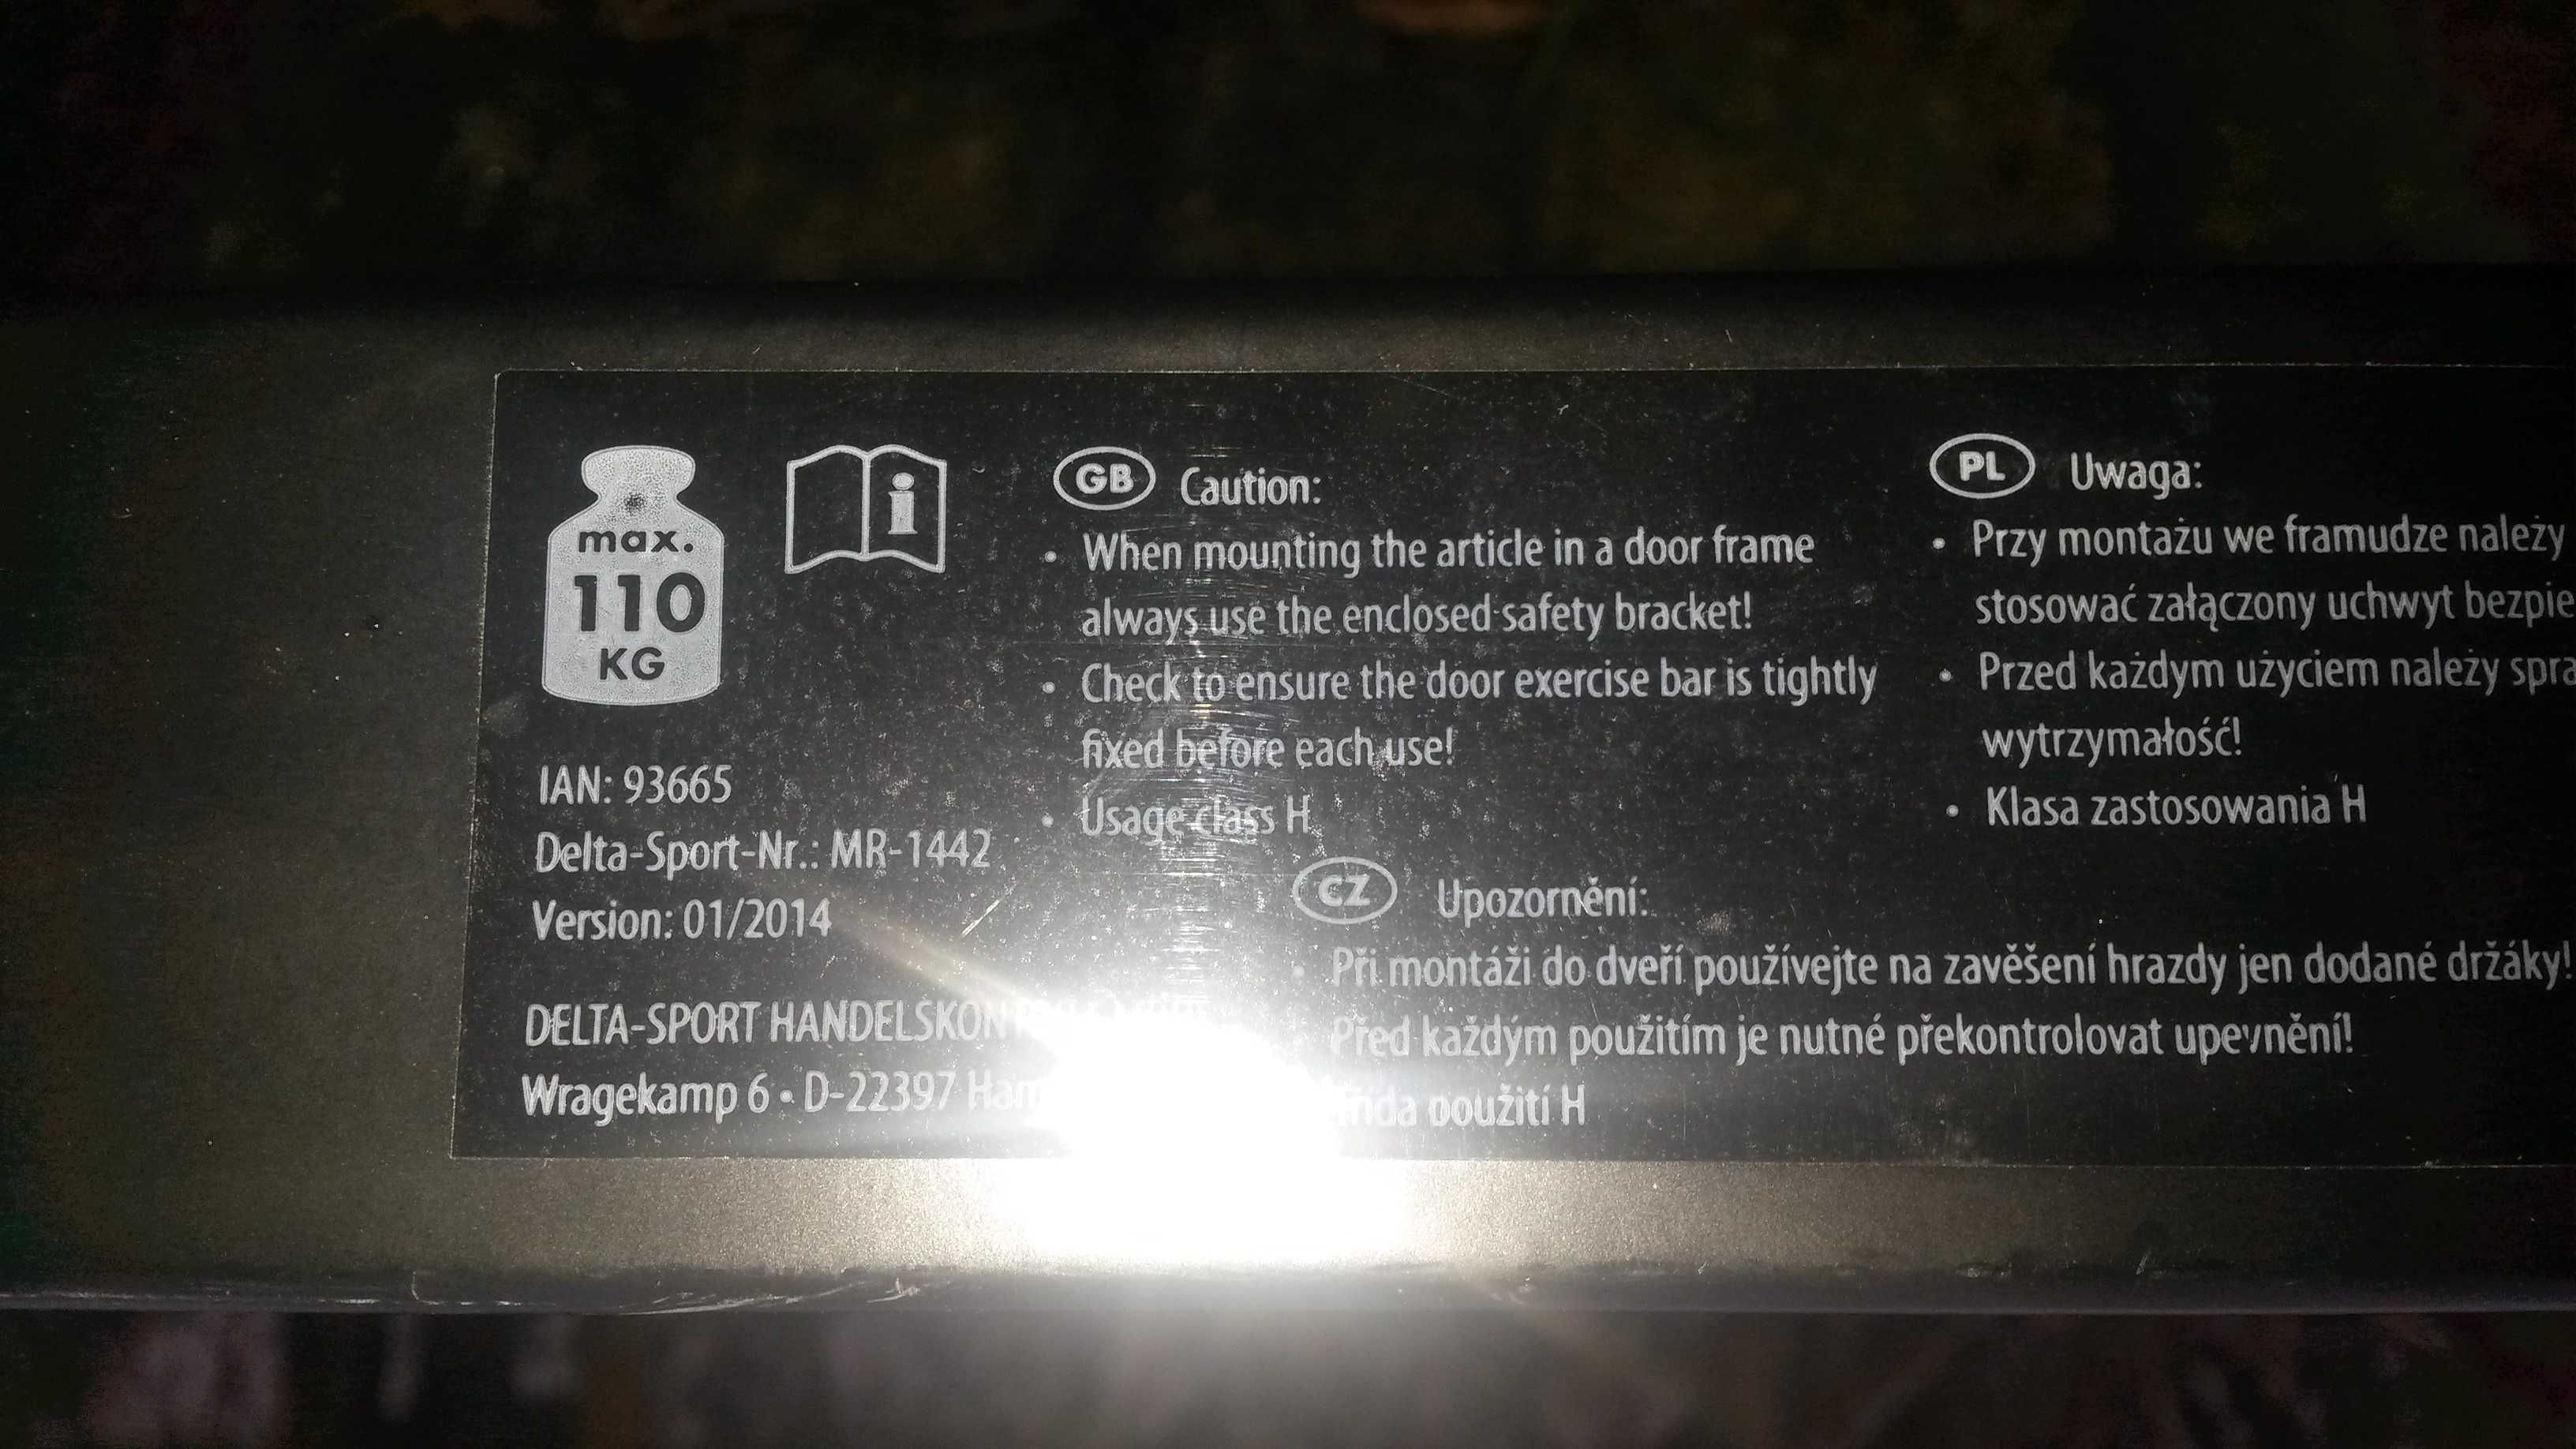 max.
110
KG
IAN: 93665
Delta-Sport-Nr.: MR-1442
Version: 01/2014
DELTA-SPORT
Wragekamp 6 • D-22397
GB Caution:
• When mounting the article in a door frame
always use the enclosed safety bracket!
• Check to ensure the door exercise bar is tightly
fixed before each use!
• Usage class H
PL Uwaga:
• Przy montażu we framudze należy
stosować załączony uchwyt
• Przed każdym użyciem należy
wytrzymałość!
• Klasa zastosowania H
CZ Upozornění:
• Při montáži do dveří používejte na zavěšení hrazdy jen dodané držáky!
Před každým použitím je nutné překontrolovat upevnění!
použití H